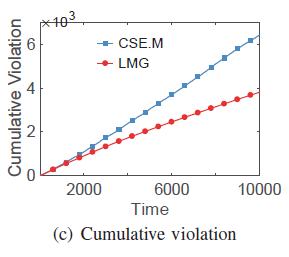 ×10³
6
4
2
0
Cumulative Violation
CSE.M
LMG
2000 6000 10000
Time
(c) Cumulative violation